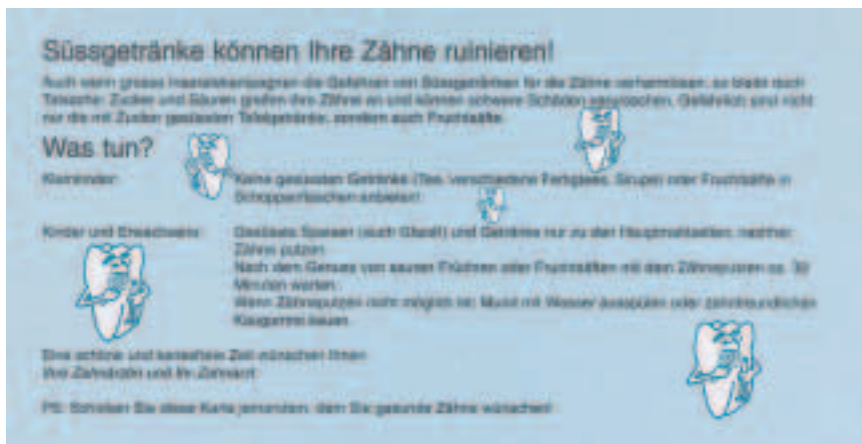 Süssgetränke können Ihre Zähne ruinieren!
Auch wenn grosse Inseratekampagnen die Gefahren von Süssgetränken für die Zähne verharmlosen, so bleibt doch
Tatsache: Zucker und Säuren greifen Ihre Zähne an und können schwere Schäden verursachen. Gefährlich sind nicht
nur die mit Zucker gesüssten Tafelgetränke, sondern auch Fruchtsäfte.
Was tun?
Kleinkinder:
Keine gesüssten Getränke (Tee, verschiedene Fertigtees, Sirupe) oder Fruchtsäfte in
Schoppenflaschen anbieten!
Kinder und Erwachsene:
Gesüsste Speisen (auch Glacé!) und Getränke nur zu den Hauptmahlzeiten, nachher
Zähne putzen.
Nach dem Genuss von sauren Früchten oder Fruchtsäften mit dem Zähneputzen ca. 30
Minuten warten.
Wenn Zähneputzen nicht möglich ist: Mund mit Wasser ausspülen oder zahnfreundlichen
Kaugummi kauen.
Eine schöne und kariesfreie Zeit wünschen Ihnen
Ihre Zahnärztin und Ihr Zahnarzt
PS: Schicken Sie diese Karte jemandem, dem Sie gesunde Zähne wünschen!